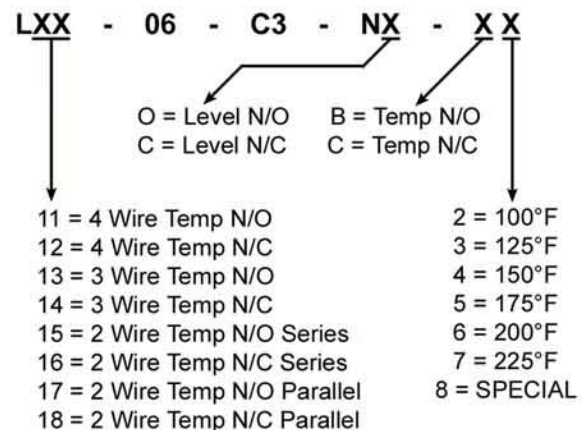 LXX - 06 - C3 - NX - X X
O = Level N/O
C = Level N/C
B = Temp N/O
C = Temp N/C
11 = 4 Wire Temp N/O
12 = 4 Wire Temp N/C
13 = 3 Wire Temp N/O
14 = 3 Wire Temp N/C
15 = 2 Wire Temp N/O Series
16 = 2 Wire Temp N/C Series
17 = 2 Wire Temp N/O Parallel
18 = 2 Wire Temp N/C Parallel
2 = 100°F
3 = 125°F
4 = 150°F
5 = 175°F
6 = 200°F
7 = 225°F
8 = SPECIAL